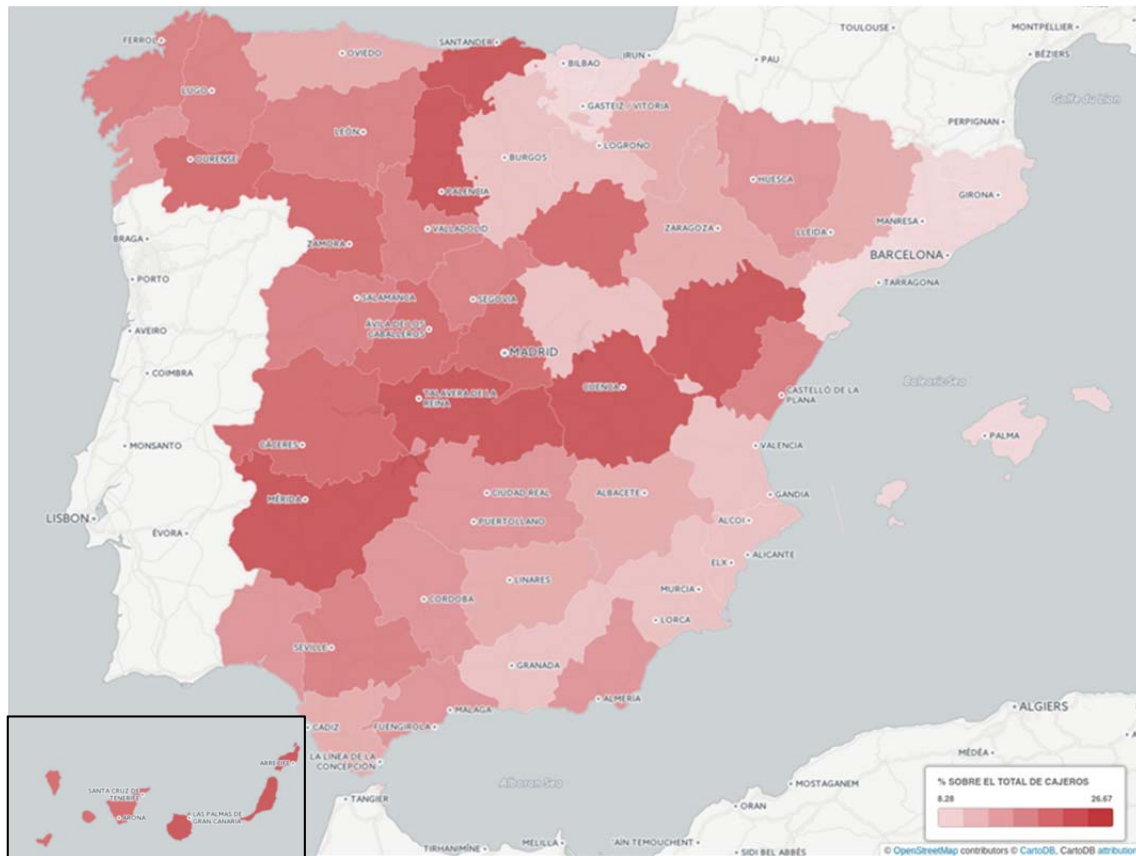 TOULOUSE
MONTPELLIER
FERROL
OVIEDO
SANTANDER
IRUN
BILBAO
PAU
BÉZIERS
LUGO
GASTEIZ / VITORIA
Golfe du Lion
PERPIGNAN
LEÓN
LOGROÑO
OURENSE
BURGOS
PALENCIA
HUESCA
GIRONA
MANRESA
BRAGA
ZAMORA
VALLADOLID
ZARAGOZA
LLEIDA
BARCELONA
PORTO
TARRAGONA
SALAMANCA
SEGOVIA
AVEIRO
ÁVILA DE LOS
CABALLEROS
MADRID
COIMBRA
TALAVERA DE LA
REINA
CUENCA
CASTELLÓ DE LA
PLANA
Balearic Sea
MONSANTO
CÁCERES
VALENCIA
PALMA
MÉRIDA
CIUDAD REAL
ALBACETE
GANDIA
LISBON
ÉVORA
PUERTOLLANO
ALCOI
ELX
ALICANTE
LINARES
MURCIA
CÓRDOBA
LORCA
SEVILLE
GRANADA
ALMERÍA
MÁLAGA
FUENGIROLA
CADIZ
ALGIERS
LA LÍNEA DE LA
CONCEPCIÓN
MÉDÉA
ARRECIFE
SANTA CRUZ DE
TENERIFE
ARONA
LAS PALMAS DE
GRAN CANARIA
Alboran Sea
TANGIER
MOSTAGANEM
ORAN
MELILLA
TIRHANIMÎNE
AÏN TEMOUCHENT
SIDI BEL ABBÈS
% SOBRE EL TOTAL DE CAJEROS
8.28 26.67
© OpenStreetMap contributors © CartoDB, CartoDB attribution